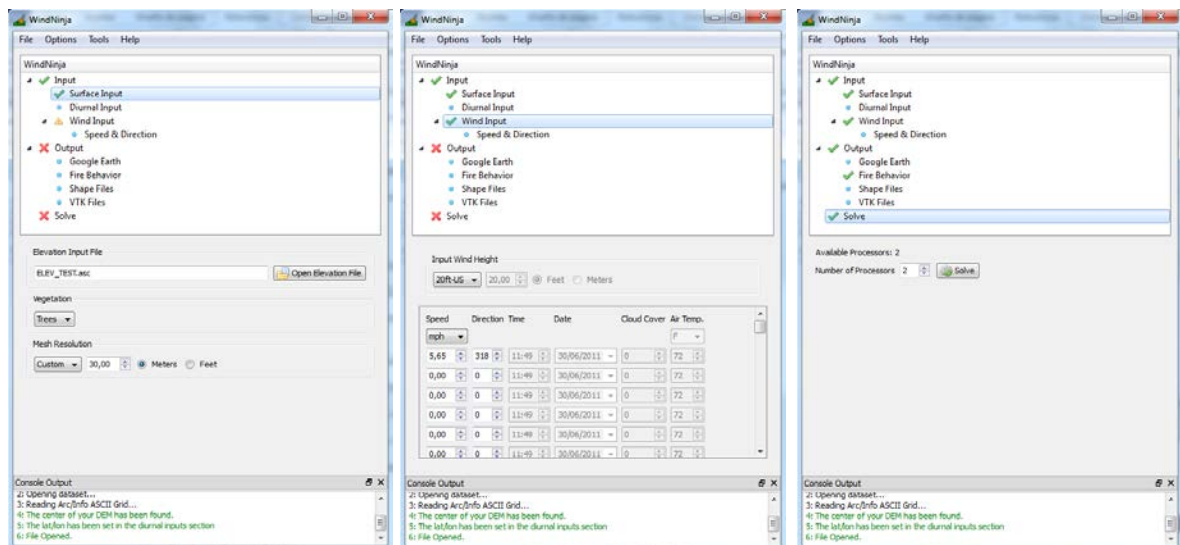 WindNinja
File Options Tools Help
WindNinja
Input
Surface Input
Diurnal Input
Wind Input
Speed & Direction
Output
Google Earth
Fire Behavior
Shape Files
VTK Files
Solve
Elevation Input File
ELEV_TEST.asc Open Elevation File
Vegetation
Trees
Mesh Resolution
Custom 30,00 Meters Feet
Console Output
2: Opening dataset...
3: Reading Arc/Info ASCII Grid...
4: The center of your DEM has been found.
5: The lat/lon has been set in the diurnal inputs section
6: File Opened.
WindNinja
File Options Tools Help
WindNinja
Input
Surface Input
Diurnal Input
Wind Input
Speed & Direction
Output
Google Earth
Fire Behavior
Shape Files
VTK Files
Solve
Input Wind Height
20ft-US 20,00 Feet Meters
Speed Direction Time Date Cloud Cover Air Temp.
mph F
5,65 318 11:49 30/06/2011 0 72
0,00 0 11:49 30/06/2011 0 72
0,00 0 11:49 30/06/2011 0 72
0,00 0 11:49 30/06/2011 0 72
0,00 0 11:49 30/06/2011 0 72
0,00 0 11:49 30/06/2011 0 72
Console Output
2: Opening dataset...
3: Reading Arc/Info ASCII Grid...
4: The center of your DEM has been found.
5: The lat/lon has been set in the diurnal inputs section
6: File Opened.
WindNinja
File Options Tools Help
WindNinja
Input
Surface Input
Diurnal Input
Wind Input
Speed & Direction
Output
Google Earth
Fire Behavior
Shape Files
VTK Files
Solve
Available Processors: 2
Number of Processors 2 Solve
Console Output
2: Opening dataset...
3: Reading Arc/Info ASCII Grid...
4: The center of your DEM has been found.
5: The lat/lon has been set in the diurnal inputs section
6: File Opened.